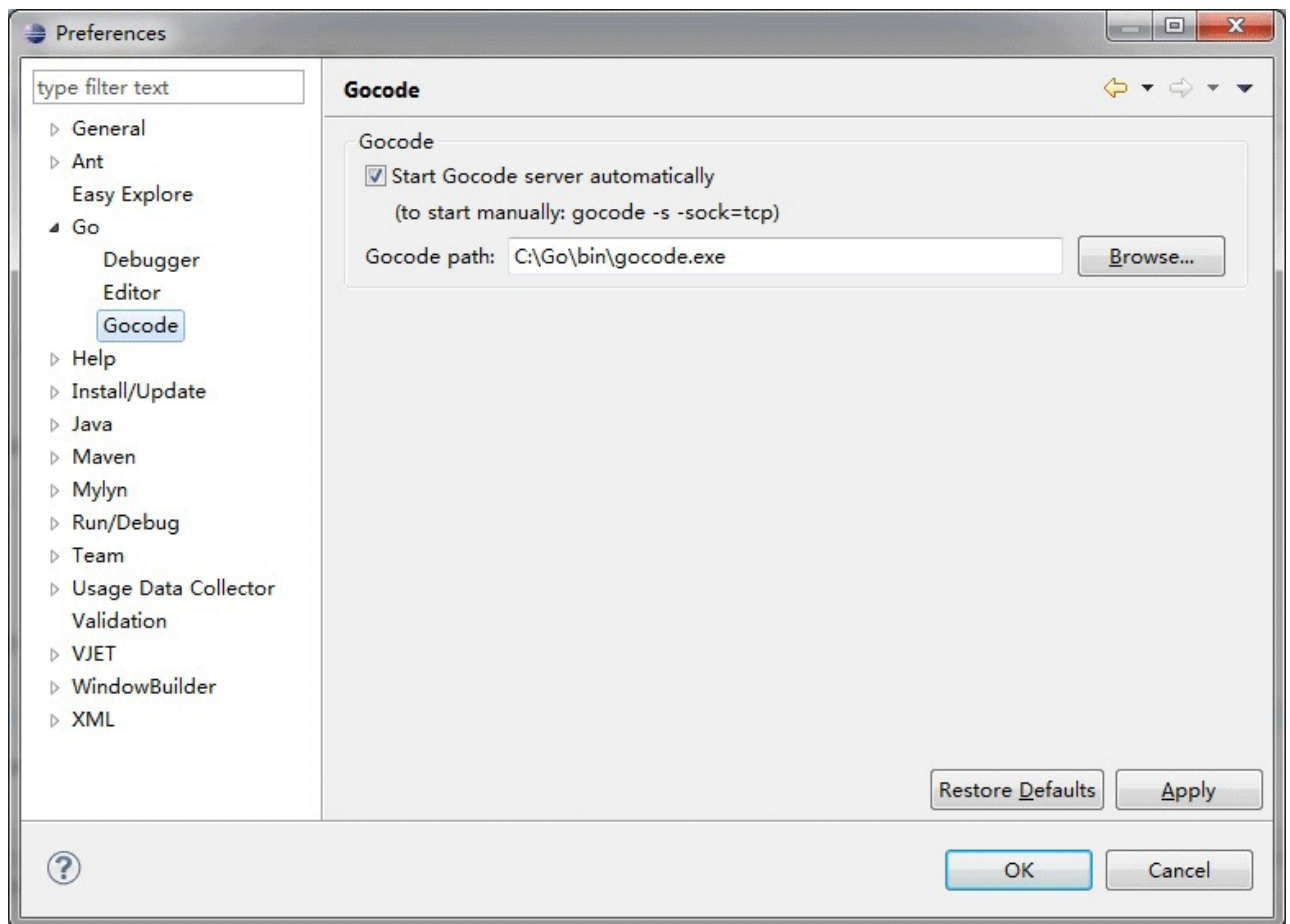 Preferences
type filter text
General
Ant
Easy Explore
Go
Debugger
Editor
Gocode
Help
Install/Update
Java
Maven
Mylyn
Run/Debug
Team
Usage Data Collector
Validation
VJET
WindowBuilder
XML
Gocode
Gocode
Start Gocode server automatically
(to start manually: gocode -s -sock=tcp)
Gocode path: C:\Go\bin\gocode.exe Browse...
Restore Defaults Apply
? OK Cancel